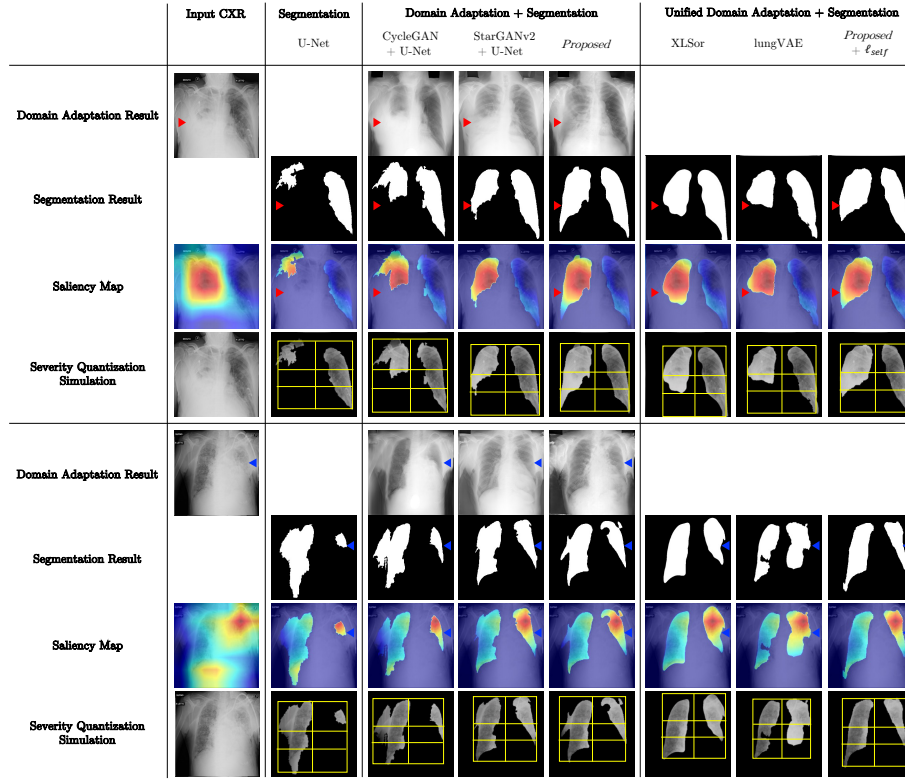 Input CXR
Segmentation
Domain Adaptation + Segmentation
Unified Domain Adaptation + Segmentation
U-Net
CycleGAN
+ U-Net
StarGANv2
+ U-Net
Proposed
XLSor
lungVAE
Proposed
+ ℓself
Domain Adaptation Result
Segmentation Result
Saliency Map
Severity Quantization
Simulation
Domain Adaptation Result
Segmentation Result
Saliency Map
Severity Quantization
Simulation